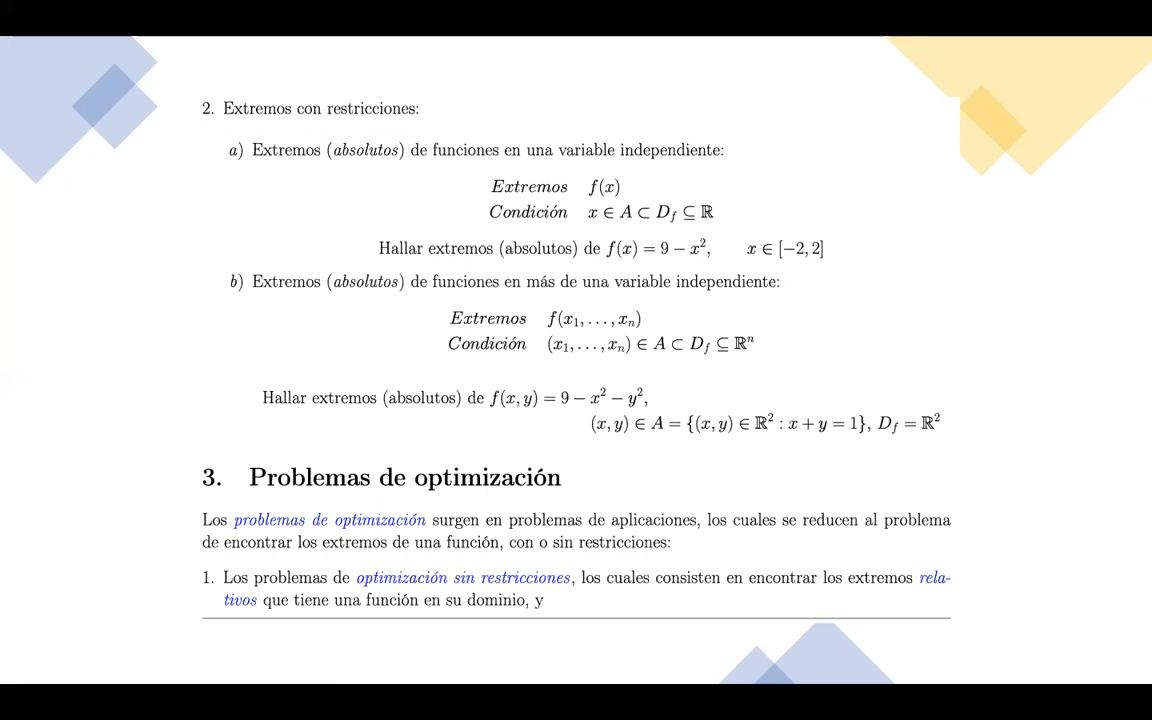 2. Extremos con restricciones:
a) Extremos (absolutos) de funciones en una variable independiente:
Extremos f(x)
Condición x ∈ A ⊂ D_f ⊆ ℝ
Hallar extremos (absolutos) de f(x) = 9 − x², x ∈ [−2, 2]
b) Extremos (absolutos) de funciones en más de una variable independiente:
Extremos f(x₁, . . . , xₙ)
Condición (x₁, . . . , xₙ) ∈ A ⊂ D_f ⊆ ℝⁿ
Hallar extremos (absolutos) de f(x, y) = 9 − x² − y²,
(x, y) ∈ A = {(x, y) ∈ ℝ² : x + y = 1}, D_f = ℝ²
3. Problemas de optimización
Los problemas de optimización surgen en problemas de aplicaciones, los cuales se reducen al problema
de encontrar los extremos de una función, con o sin restricciones:
1. Los problemas de optimización sin restricciones, los cuales consisten en encontrar los extremos rela-
tivos que tiene una función en su dominio, y